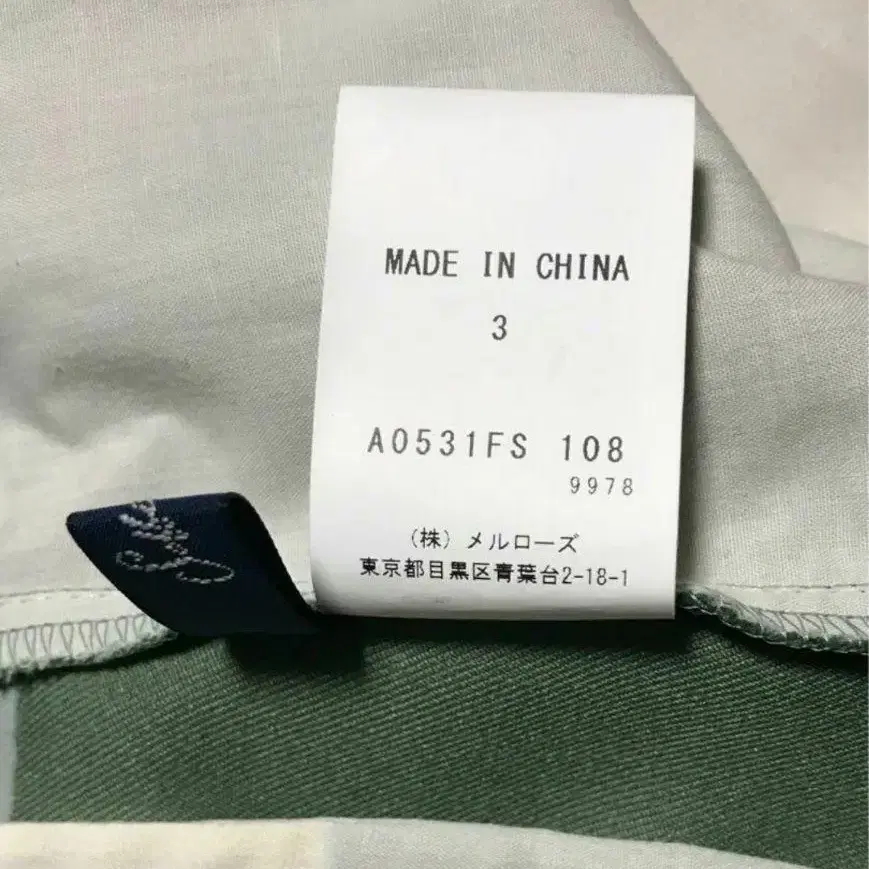 MADE IN CHINA
3
A0531FS 108
9978
(株) メルローズ
東京都目黒区青葉台2-18-1